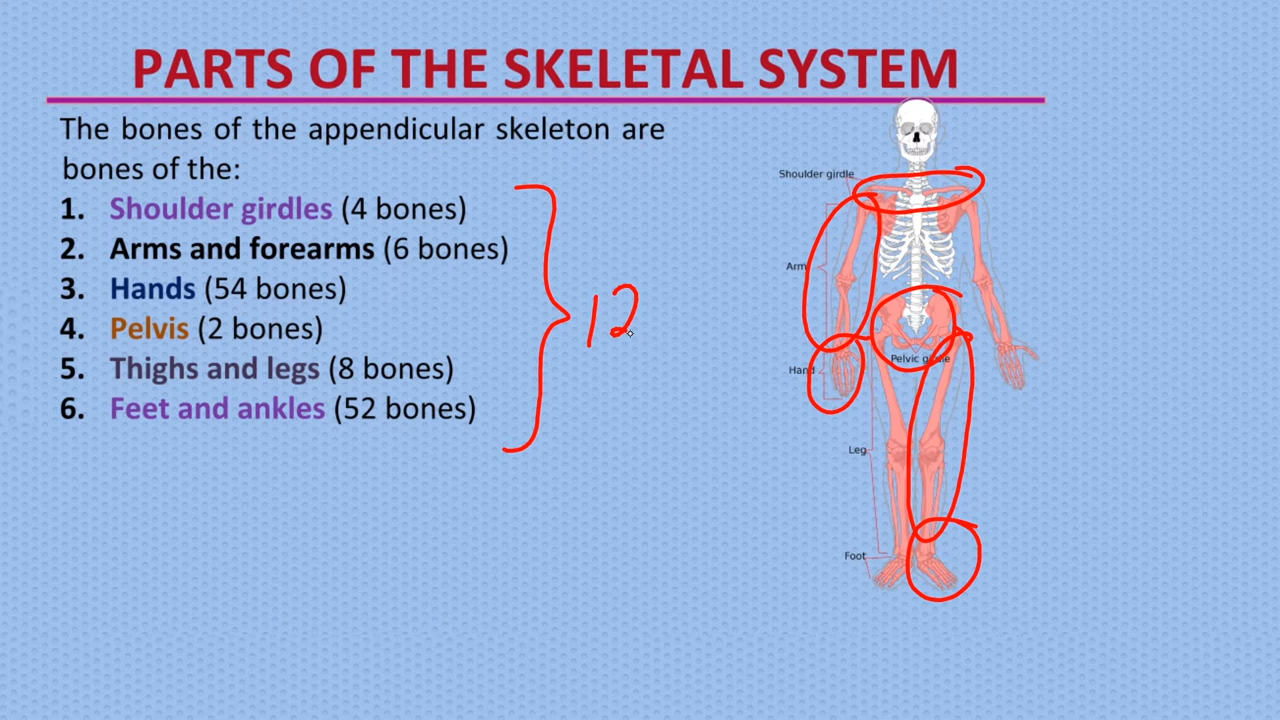 PARTS OF THE SKELETAL SYSTEM
The bones of the appendicular skeleton are
bones of the:
1. Shoulder girdles (4 bones)
2. Arms and forearms (6 bones)
3. Hands (54 bones)
4. Pelvis (2 bones)
5. Thighs and legs (8 bones)
6. Feet and ankles (52 bones)
12
Shoulder girdle
Arm
Pelvic girdle
Hand
Leg
Foot